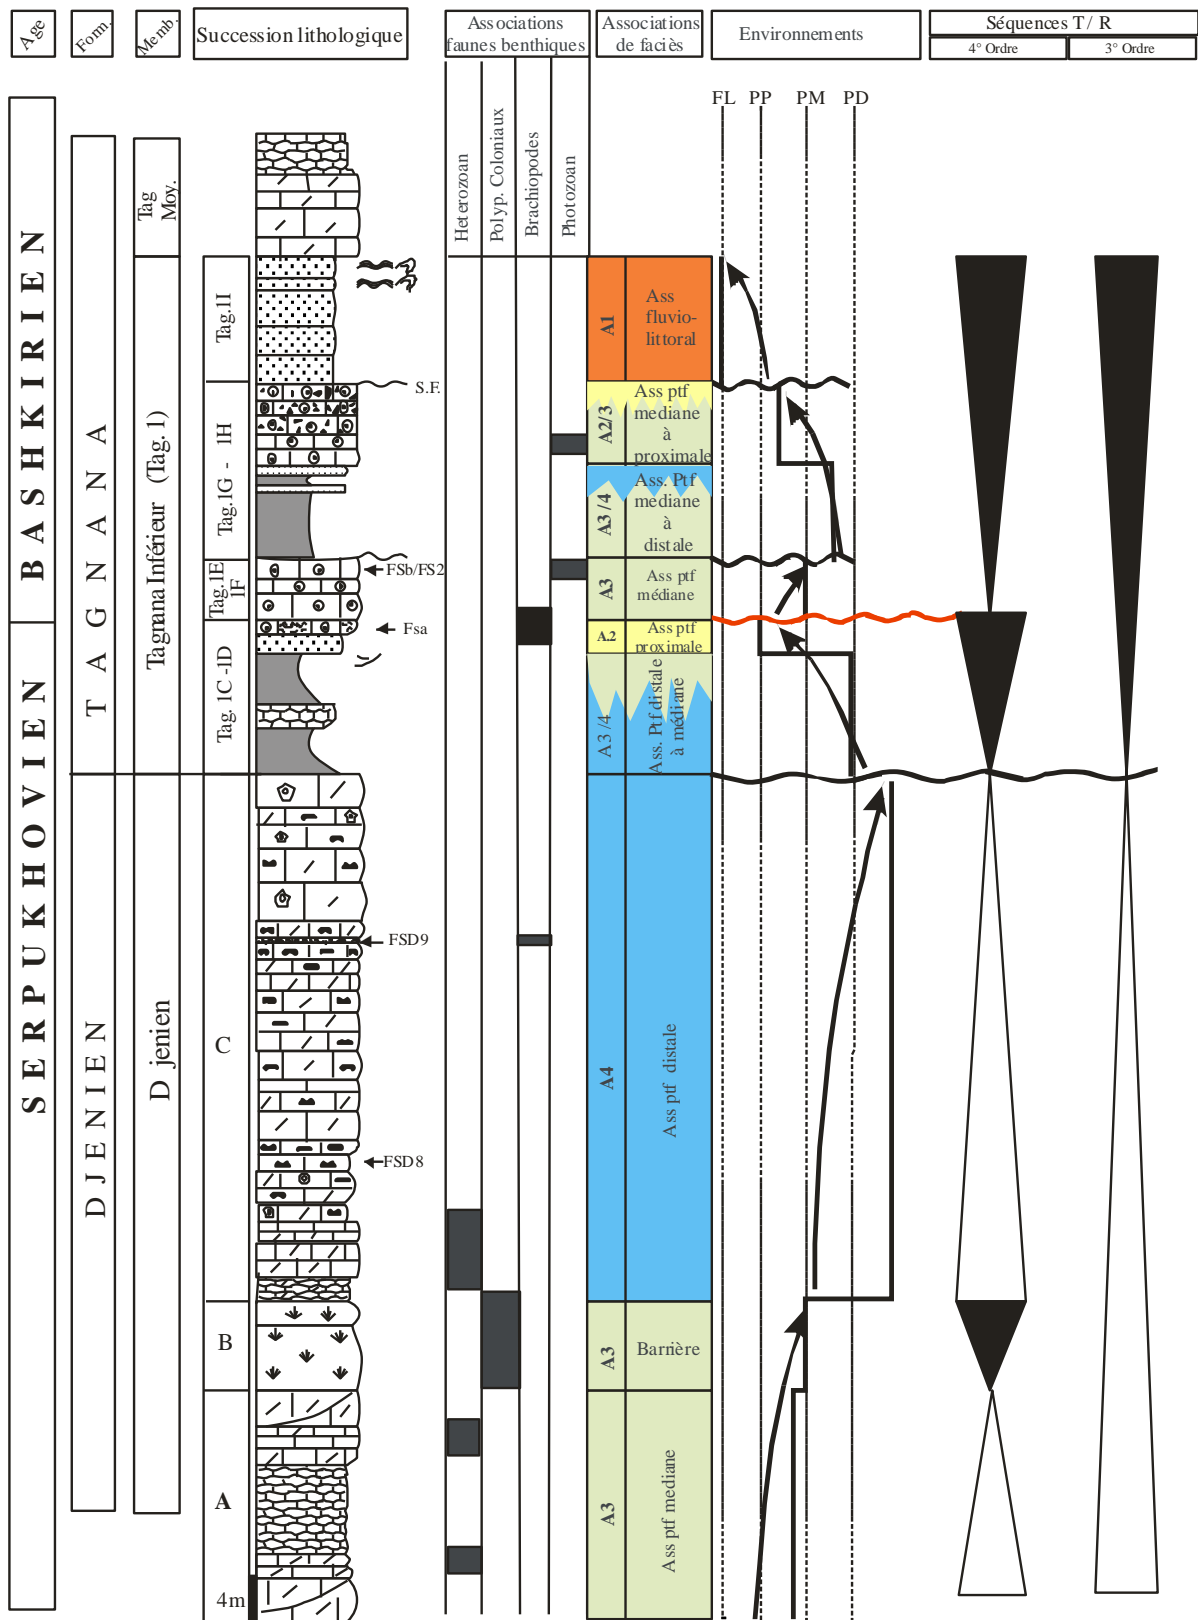 Age
Form.
Memb.
Succession lithologique
Associations
faunes benthiques
Associations
de faciès
Environnements
Séquences T / R
4° Ordre
3° Ordre
Heterozoan
Polyp. Coloniaux
Brachiopodes
Photozoan
FL
PP
PM
PD
BASHKIRIEN
SERPUKHOVIEN
TAGNANA
DJENIEN
Tag
Moy.
Tagnana Inférieur (Tag. 1)
Djenien
Tag.1I
Tag.1G - 1H
Tag.1E
1F
Tag. 1C -1D
C
B
A
4m
S.F.
FSb/FS2
Fsa
FSD9
FSD8
A1
Ass
fluvio-
littoral
A2/3
Ass ptf
mediane
à
proximale
A3/4
Ass. Ptf
mediane
à
distale
A3
Ass ptf
médiane
A.2
Ass ptf
proximale
A3/4
Ass. Ptf distale
à médiane
A4
Ass ptf distale
A3
Barrière
A3
Ass ptf mediane